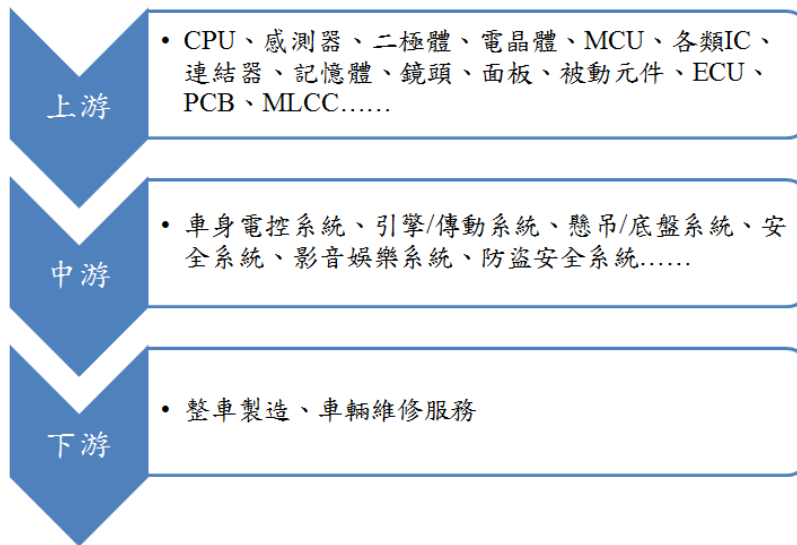 上游
• CPU、感測器、二極體、電晶體、MCU、各類IC、
連結器、記憶體、鏡頭、面板、被動元件、ECU、
PCB、MLCC……
中游
• 車身電控系統、引擎/傳動系統、懸吊/底盤系統、安
全系統、影音娛樂系統、防盜安全系統……
下游
• 整車製造、車輛維修服務